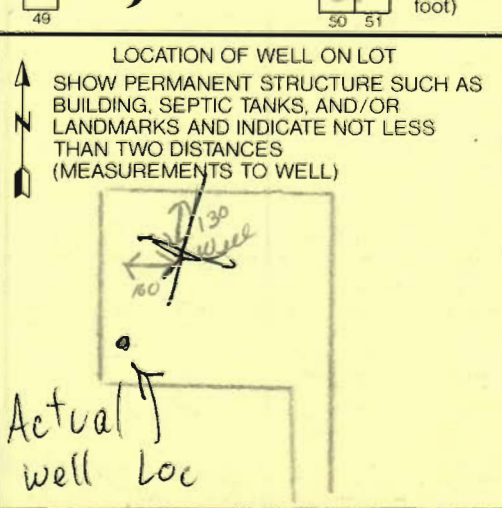 49
50 51
foot)
LOCATION OF WELL ON LOT
SHOW PERMANENT STRUCTURE SUCH AS
BUILDING, SEPTIC TANKS, AND/OR
N LANDMARKS AND INDICATE NOT LESS
THAN TWO DISTANCES
(MEASUREMENTS TO WELL)
130
Well
160
Actual
well Loc